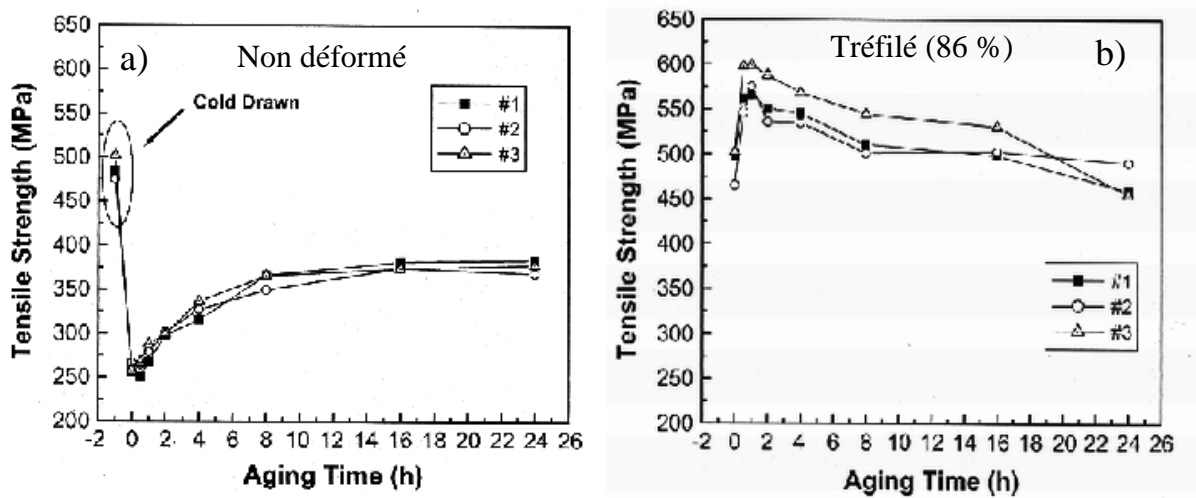 a)
Non déformé
Cold Drawn
#1
#2
#3
650
600
550
500
450
400
350
300
250
200
Tensile Strength (MPa)
-2 0 2 4 6 8 10 12 14 16 18 20 22 24 26
Aging Time (h)
Tréfilé (86 %)
b)
650
600
550
500
450
400
350
300
250
200
Tensile Strength (MPa)
#1
#2
#3
-2 0 2 4 6 8 10 12 14 16 18 20 22 24 26
Aging Time (h)